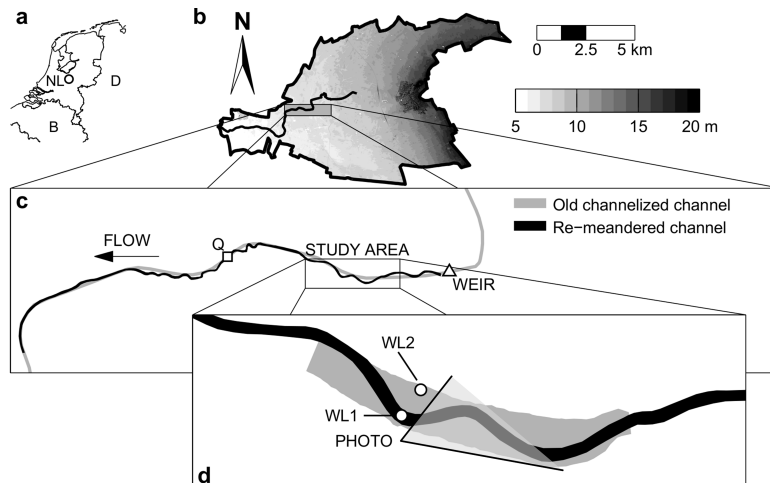 a
NL
D
B
b
N
0 2.5 5 km
5 10 15 20 m
c
Old channelized channel
Re-meandered channel
FLOW
Q
STUDY AREA
WEIR
WL2
WL1
PHOTO
d